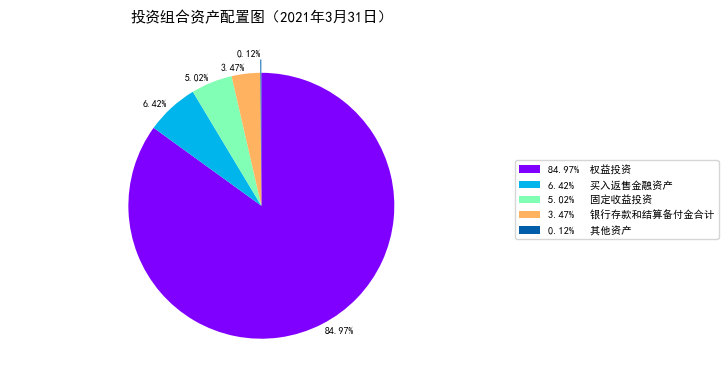 投资组合资产配置图（2021年3月31日）
0.12%
3.47%
5.02%
6.42%
84.97%
84.97% 权益投资
6.42% 买入返售金融资产
5.02% 固定收益投资
3.47% 银行存款和结算备付金合计
0.12% 其他资产